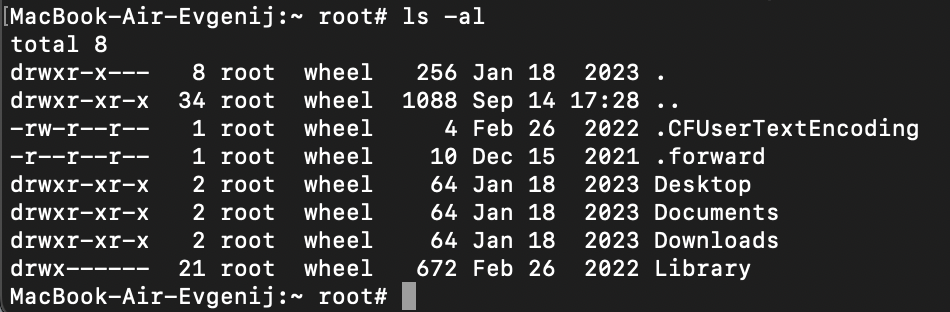 [MacBook-Air-Evgenij:~ root# ls -al
total 8
drwxr-x---   8 root  wheel   256 Jan 18  2023 .
drwxr-xr-x  34 root  wheel  1088 Sep 14 17:28 ..
-rw-r--r--   1 root  wheel     4 Feb 26  2022 .CFUserTextEncoding
-r--r--r--   1 root  wheel    10 Dec 15  2021 .forward
drwxr-xr-x   2 root  wheel    64 Jan 18  2023 Desktop
drwxr-xr-x   2 root  wheel    64 Jan 18  2023 Documents
drwxr-xr-x   2 root  wheel    64 Jan 18  2023 Downloads
drwx------  21 root  wheel   672 Feb 26  2022 Library
MacBook-Air-Evgenij:~ root#